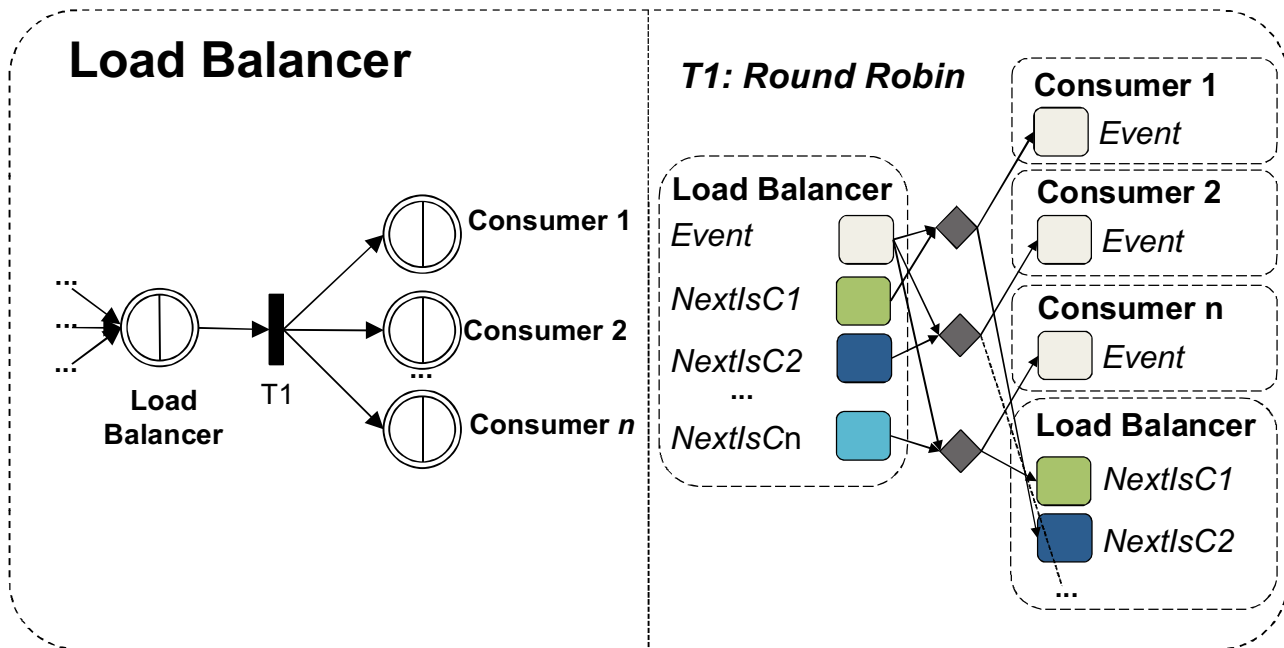 Load Balancer
...
...
...
Load
Balancer
T1
Consumer 1
Consumer 2
...
Consumer n
T1: Round Robin
Load Balancer
Event
NextIsC1
NextIsC2
...
NextIsCn
Consumer 1
Event
Consumer 2
Event
Consumer n
Event
Load Balancer
NextIsC1
NextIsC2
...